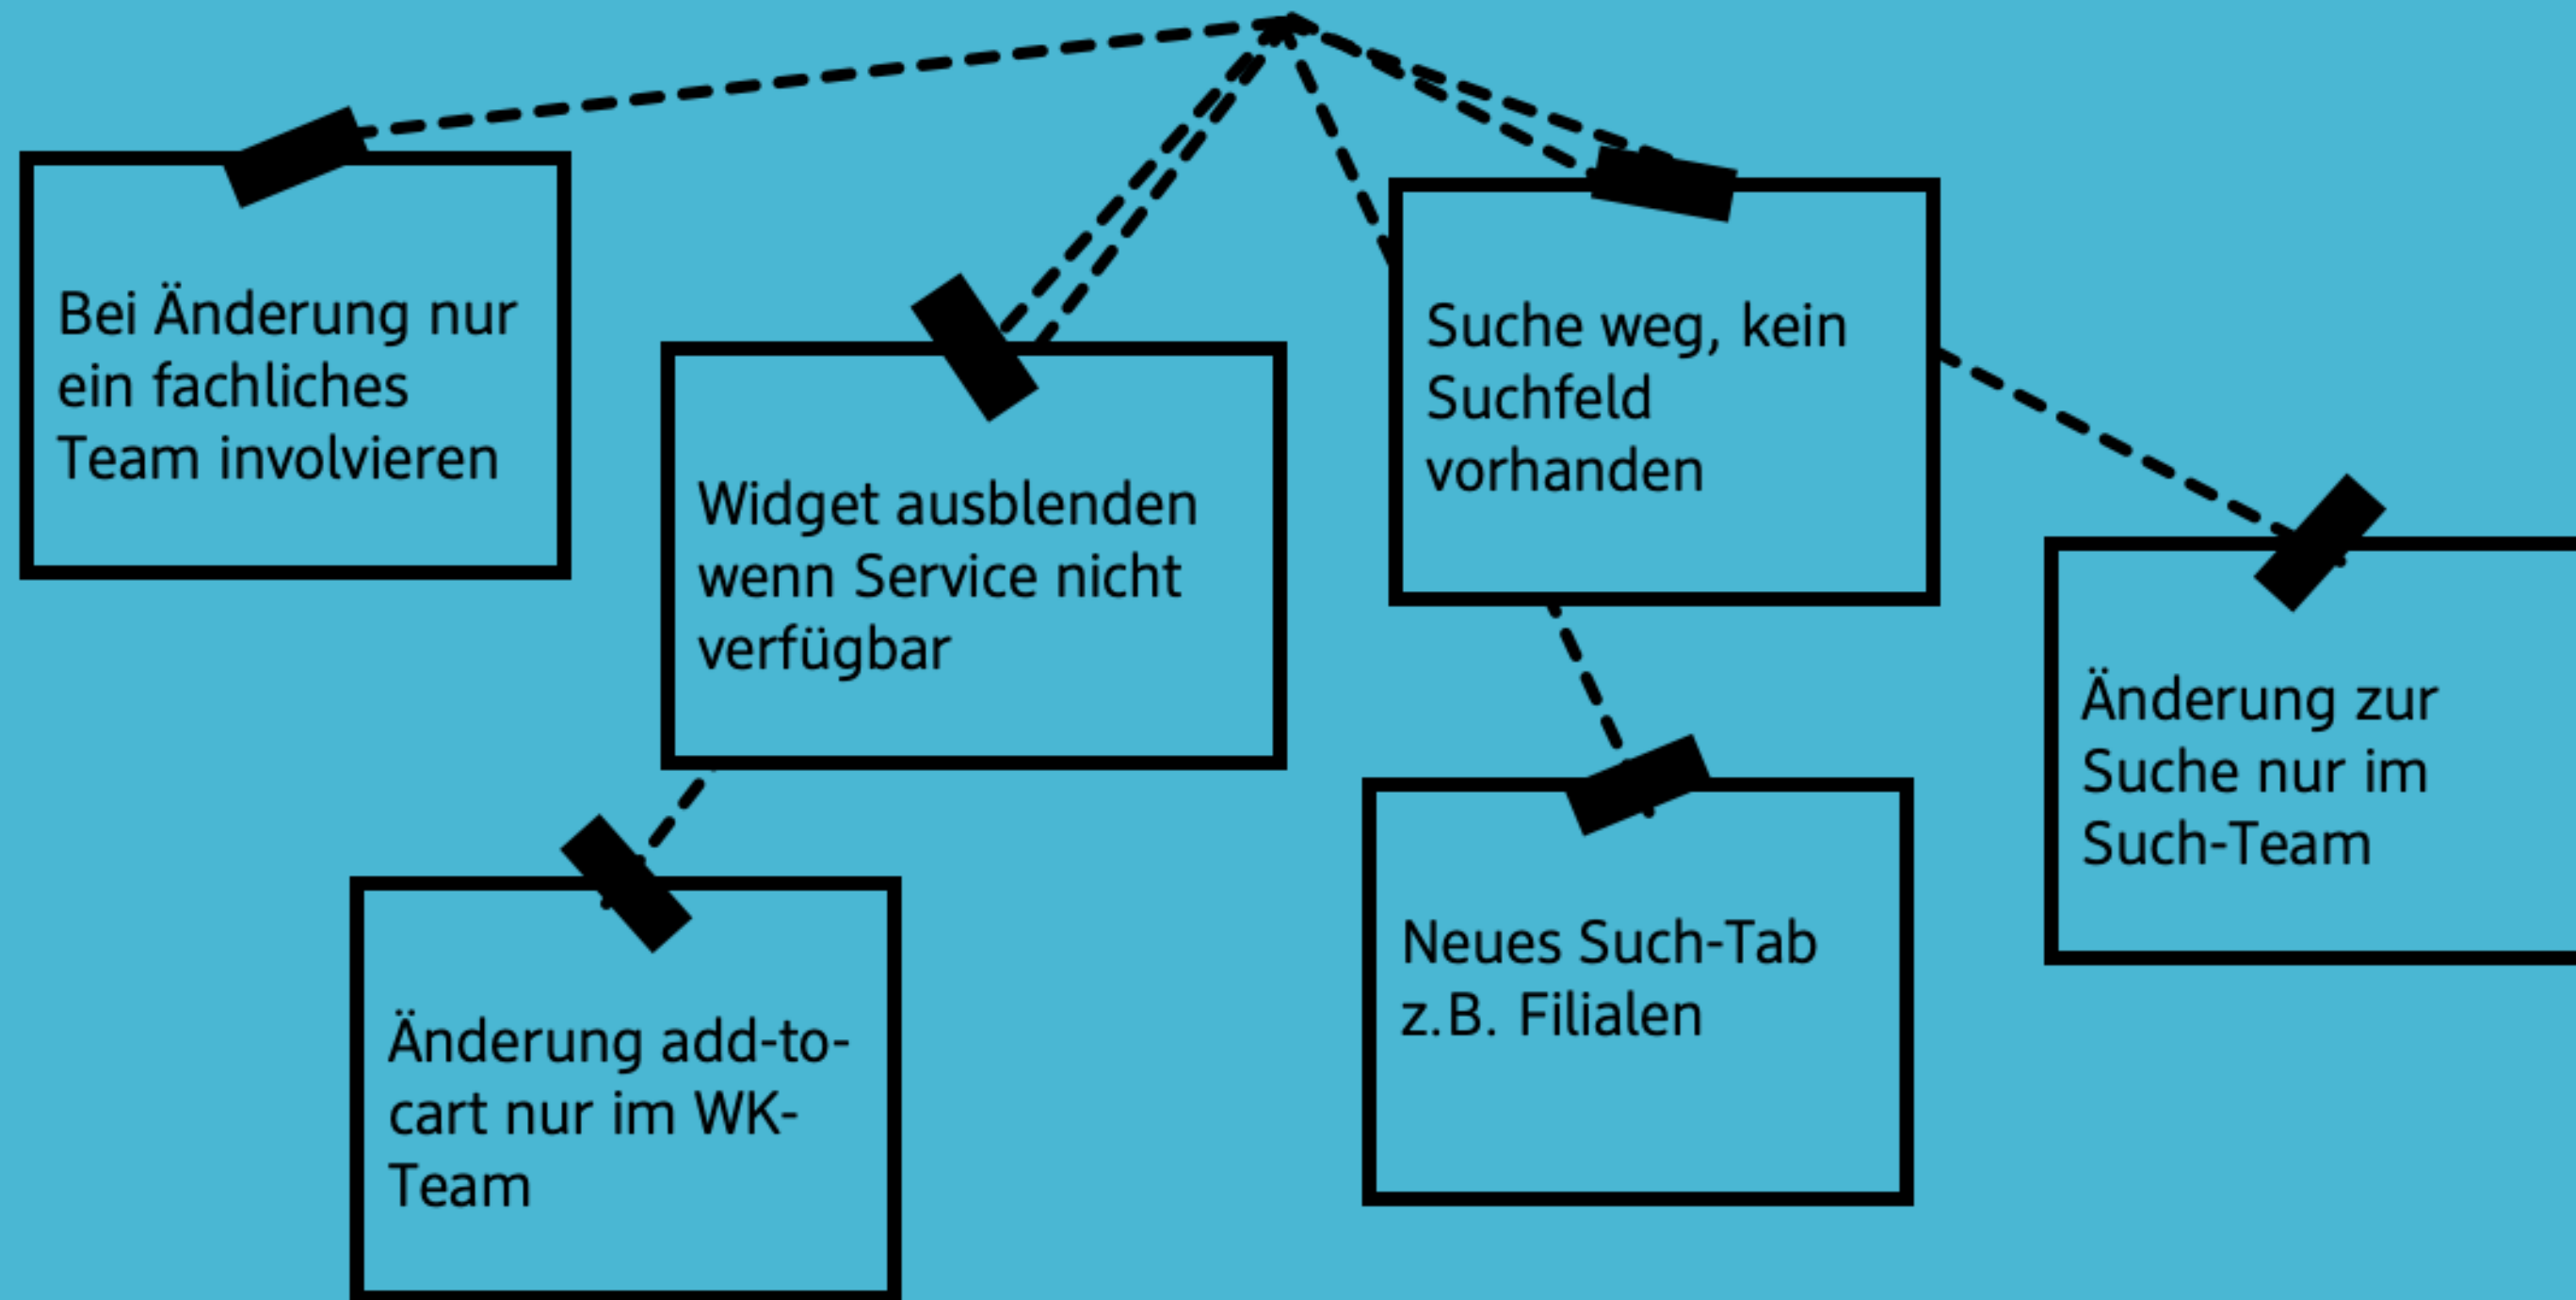 Bei Änderung nur
ein fachliches
Team involvieren
Widget ausblenden
wenn Service nicht
verfügbar
Suche weg, kein
Suchfeld
vorhanden
Änderung zur
Suche nur im
Such-Team
Änderung add-to-
cart nur im WK-
Team
Neues Such-Tab
z.B. Filialen